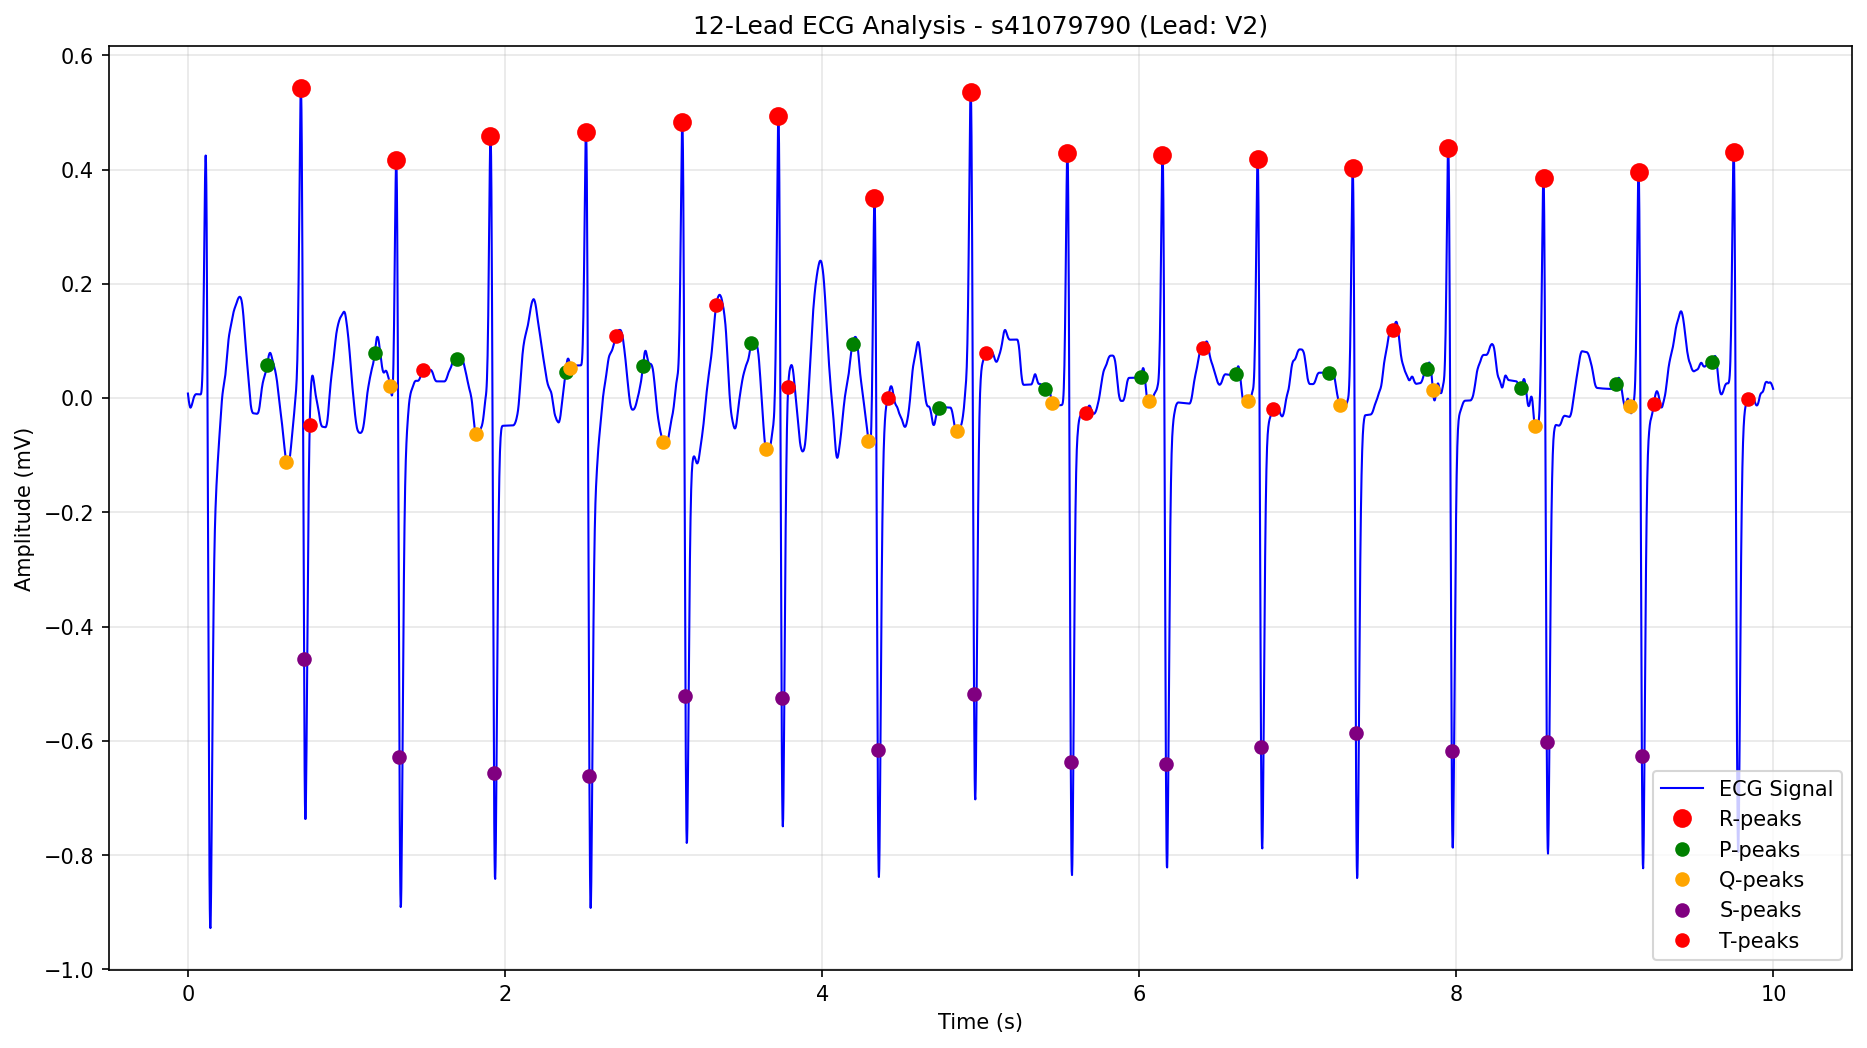 12-Lead ECG Analysis - s41079790 (Lead: V2)
0.6
0.4
0.2
0.0
−0.2
−0.4
−0.6
−0.8
−1.0
Amplitude (mV)
0 2 4 6 8 10
Time (s)
ECG Signal
R-peaks
P-peaks
Q-peaks
S-peaks
T-peaks